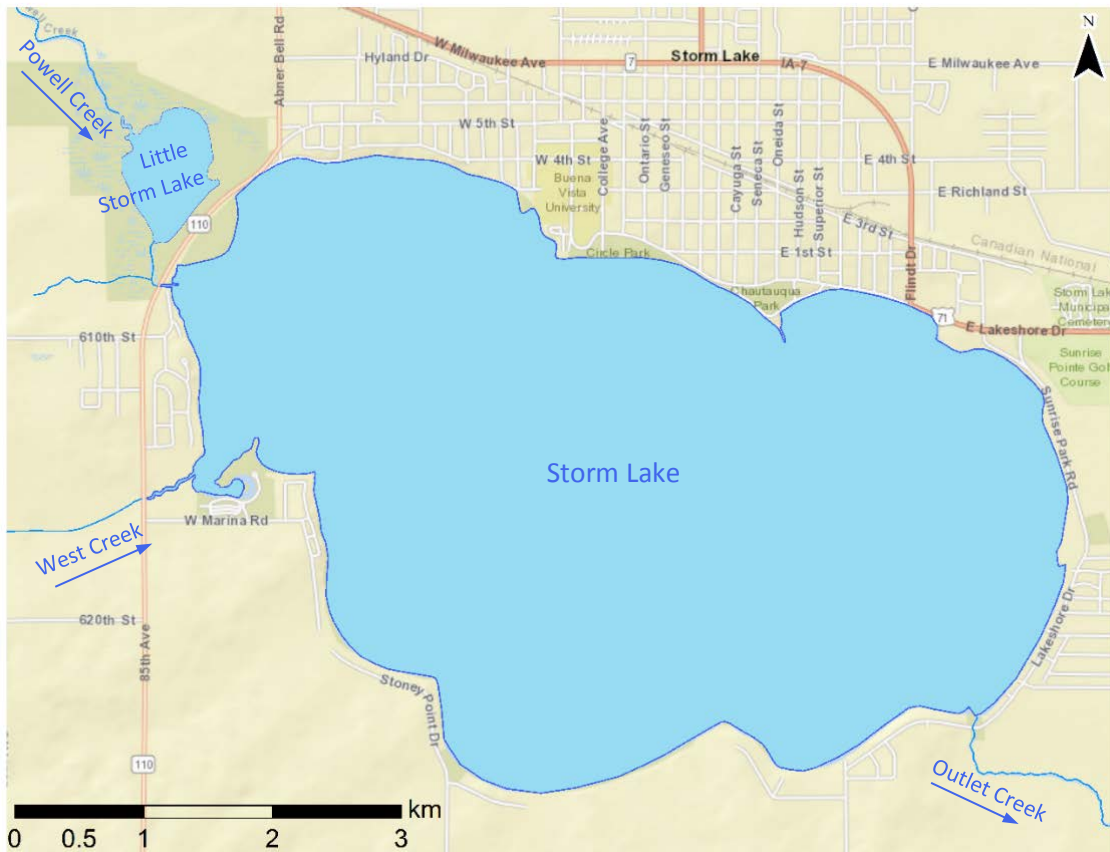 Powell Creek
Little
Storm Lake
Abner Bell Rd
Hyland Dr
W Milwaukee Ave
7
Storm Lake
IA-7
E Milwaukee Ave
N
W 5th St
W 4th St
Buena
Vista
University
College Ave
Ontario St
Geneseo St
Cayuga St
Seneca St
Oneida St
Hudson St
Superior St
E 4th St
E Richland St
E 3rd St
Canadian National
110
Circle Park
E 1st St
Flindt Dr
Chautauqua
Park
71
E Lakeshore Dr
Storm Lake
Municipal
Cemetery
Sunrise
Pointe Golf
Course
Sunrise Park Rd
610th St
Storm Lake
W Marina Rd
West Creek
620th St
85th Ave
Stoney Point Dr
Lakeshore Dr
110
Outlet Creek
km
0 0.5 1 2 3